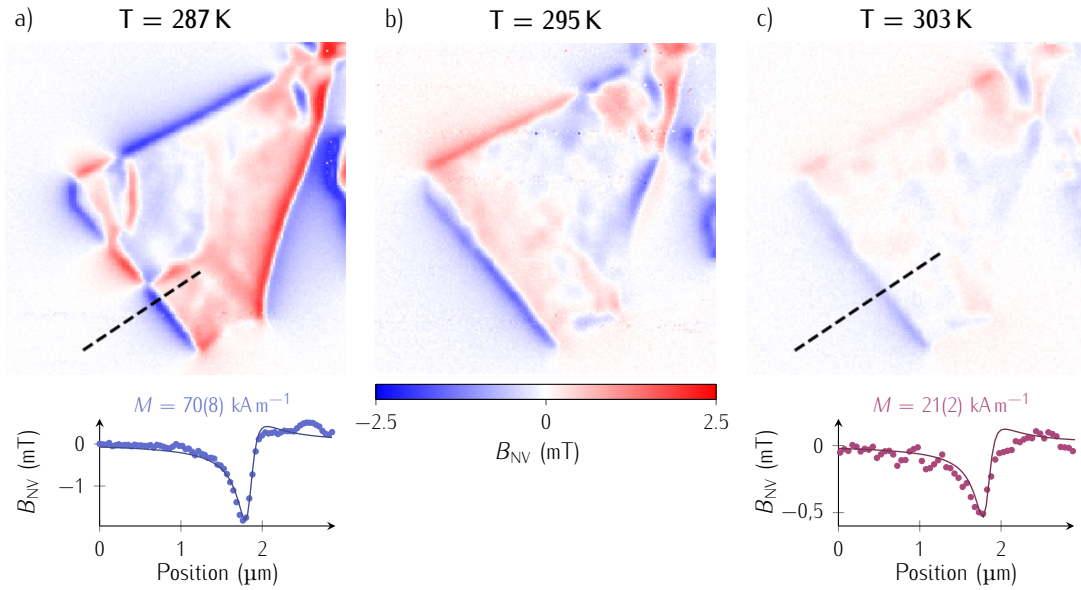 a) T = 287 K
b) T = 295 K
c) T = 303 K
−2.5 0 2.5
B_NV (mT)
M = 70(8) kA m⁻¹
B_NV (mT)
0
−1
0 1 2
Position (µm)
M = 21(2) kA m⁻¹
B_NV (mT)
0
−0,5
0 1 2
Position (µm)